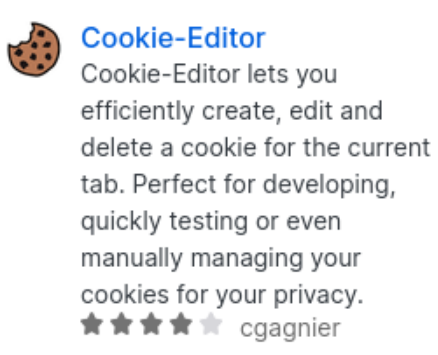 Cookie-Editor
Cookie-Editor lets you
efficiently create, edit and
delete a cookie for the current
tab. Perfect for developing,
quickly testing or even
manually managing your
cookies for your privacy.
cgagnier